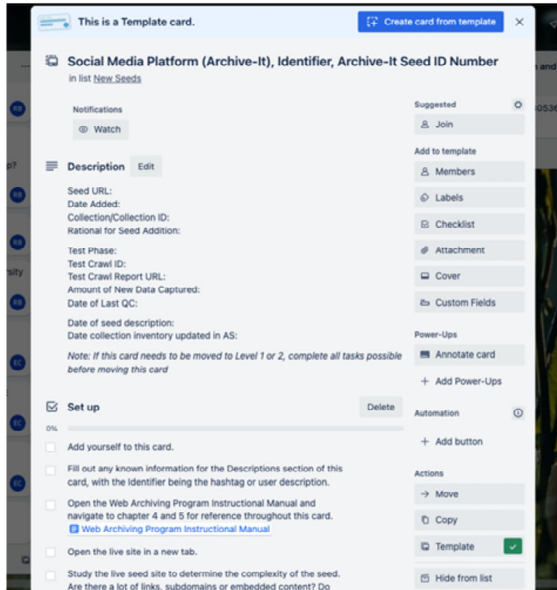 This is a Template card.
Create card from template
Social Media Platform (Archive-It), Identifier, Archive-It Seed ID Number
in list New Seeds
Notifications
Watch
Description
Edit
Seed URL:
Date Added:
Collection/Collection ID:
Rational for Seed Addition:
Test Phase:
Test Crawl ID:
Test Crawl Report URL:
Amount of New Data Captured:
Date of Last QC:
Date of seed description:
Date collection inventory updated in AS:
Note: If this card needs to be moved to Level 1 or 2, complete all tasks possible
before moving this card
Set up
Delete
0%
Add yourself to this card.
Fill out any known information for the Descriptions section of this
card, with the Identifier being the hashtag or user description.
Open the Web Archiving Program Instructional Manual and
navigate to chapter 4 and 5 for reference throughout this card.
Web Archiving Program Instructional Manual
Open the live site in a new tab.
Study the live seed site to determine the complexity of the seed.
Are there a lot of links, subdomains or embedded content? Do
Suggested
Join
Add to template
Members
Labels
Checklist
Attachment
Cover
Custom Fields
Power-Ups
Annotate card
+ Add Power-Ups
Automation
+ Add button
Actions
→ Move
Copy
Template
Hide from list
RB
RB
p?
RB
RB
rsity
RB
EC
EC
EC
and